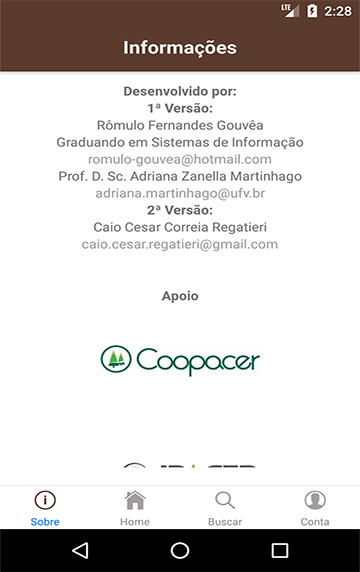 LTE 2:28
Informações
Desenvolvido por:
1ª Versão:
Rômulo Fernandes Gouvêa
Graduando em Sistemas de Informação
romulo-gouvea@hotmail.com
Prof. D. Sc. Adriana Zanella Martinhago
adriana.martinhago@ufv.br
2ª Versão:
Caio Cesar Correia Regatieri
caio.cesar.regatieri@gmail.com
Apoio
Coopacer
Sobre Home Buscar Conta